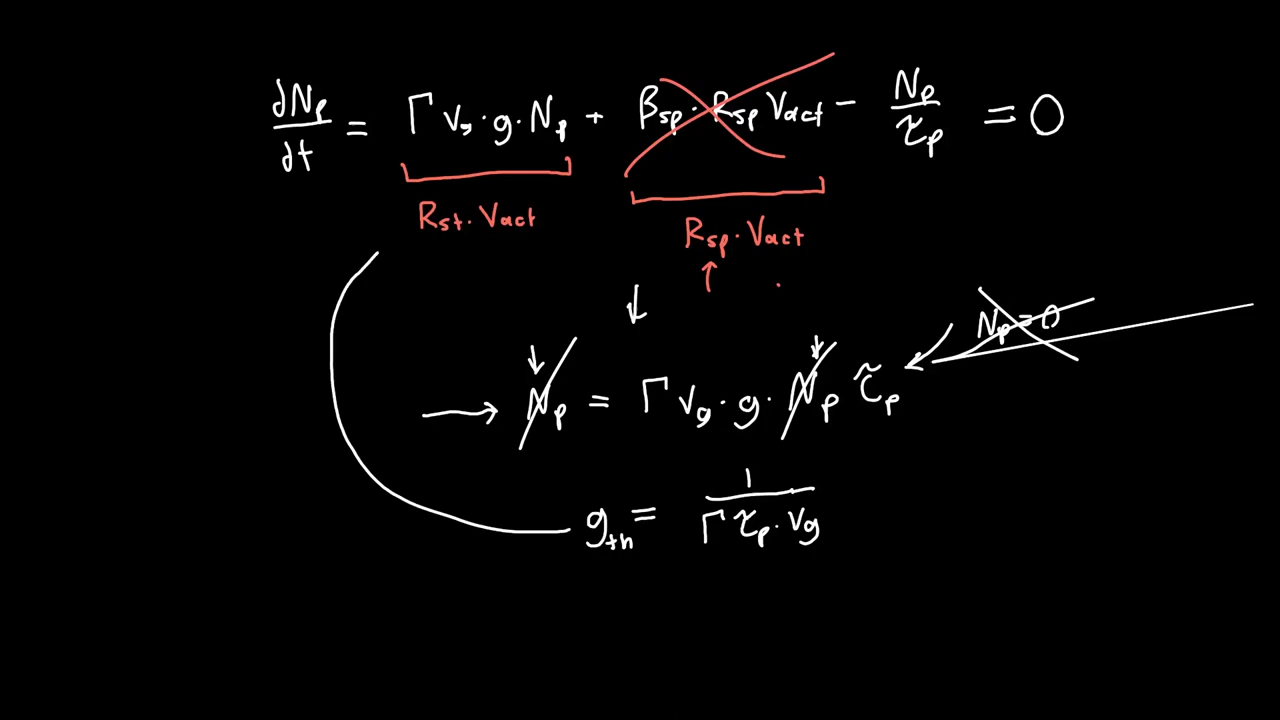 dNp/dt = Γ vg · g · Np + βsp · Rsp Vact − Np/τp = 0
Rst · Vact
Rsp · Vact
↑
↓
Np = 0
→ Np = Γ vg · g · Np τp
gth = 1/(Γ τp · vg)